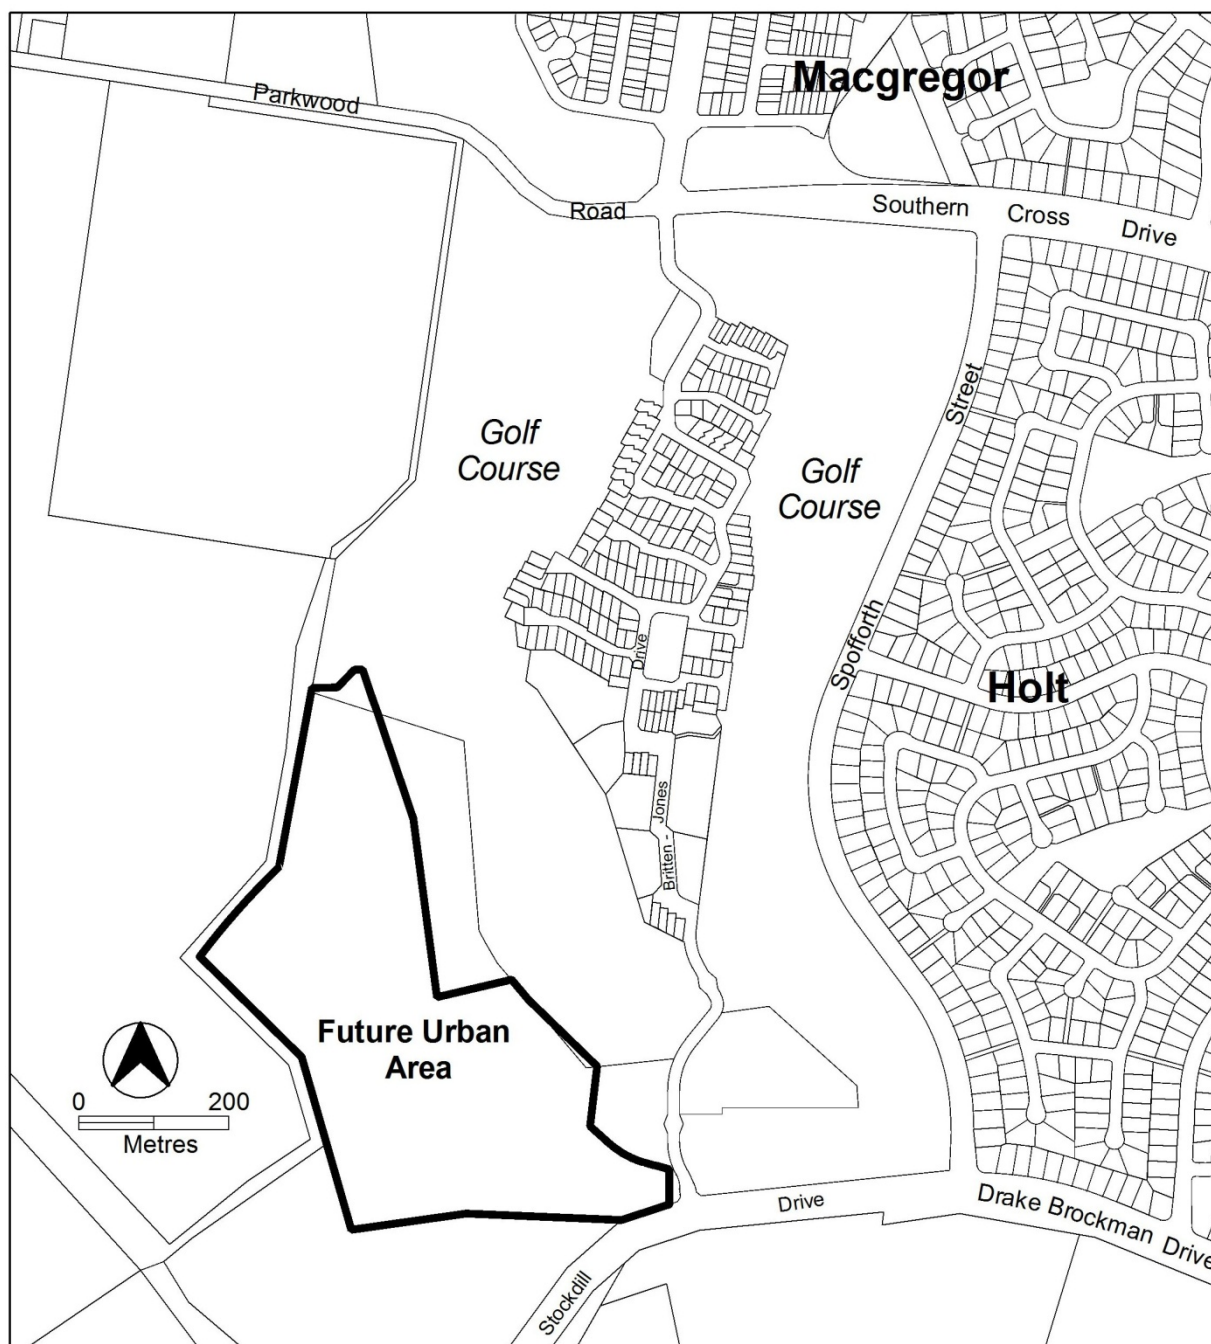 Macgregor
Parkwood
Road
Southern Cross Drive
Street
Golf
Course
Golf
Course
Spofforth
Drive
Holt
Jones
Britten -
Future Urban
Area
0 200
Metres
Drive
Drake Brockman Drive
Stockdill